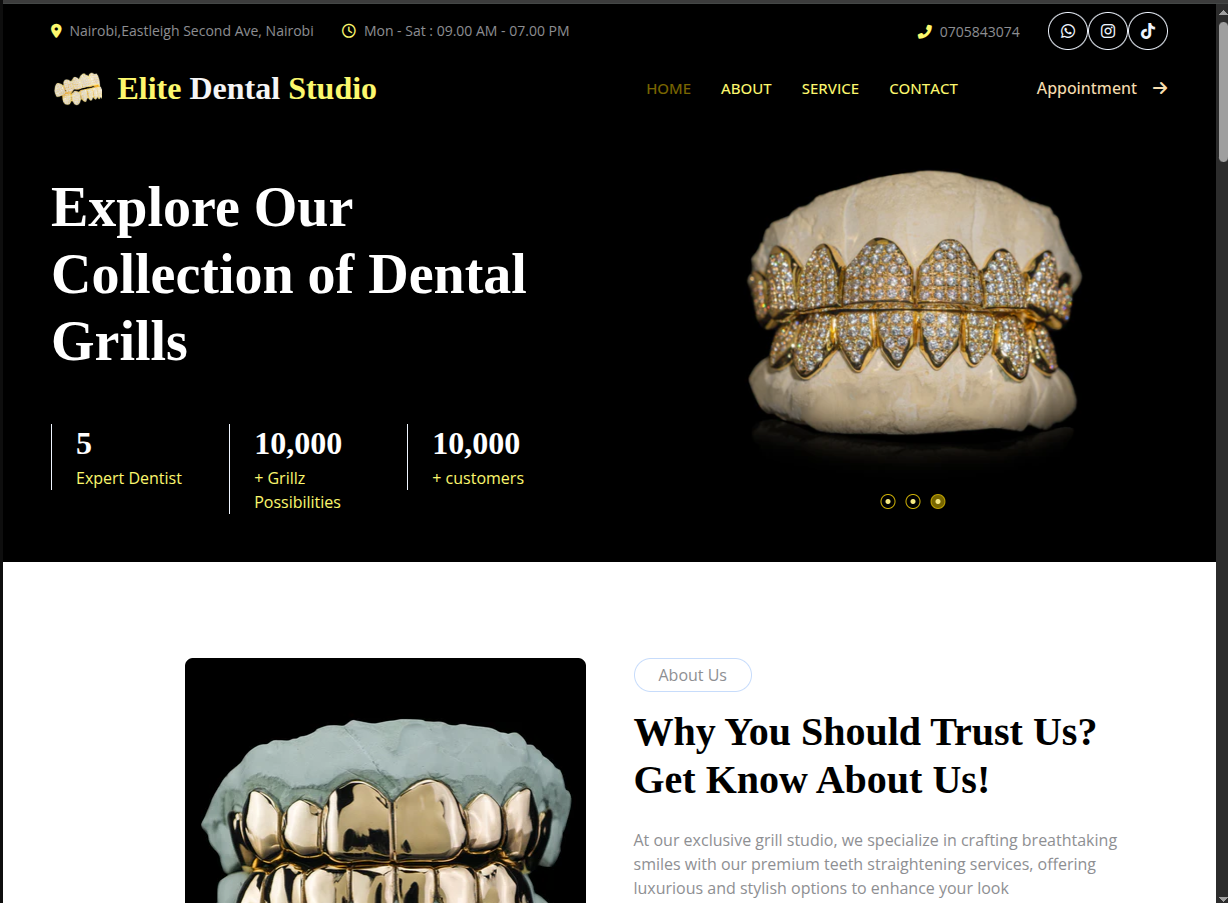 Nairobi,Eastleigh Second Ave, Nairobi
Mon - Sat : 09.00 AM - 07.00 PM
0705843074
Elite Dental Studio
HOME
ABOUT
SERVICE
CONTACT
Appointment
Explore Our
Collection of Dental
Grills
5
Expert Dentist
10,000
+ Grillz
Possibilities
10,000
+ customers
About Us
Why You Should Trust Us?
Get Know About Us!
At our exclusive grill studio, we specialize in crafting breathtaking
smiles with our premium teeth straightening services, offering
luxurious and stylish options to enhance your look